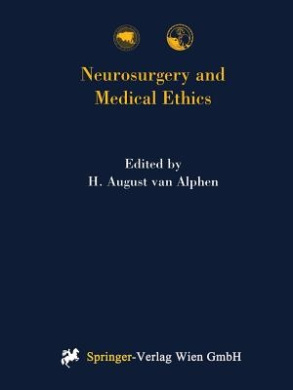 Neurosurgery and
Medical Ethics
Edited by
H. August van Alphen
Springer-Verlag Wien GmbH